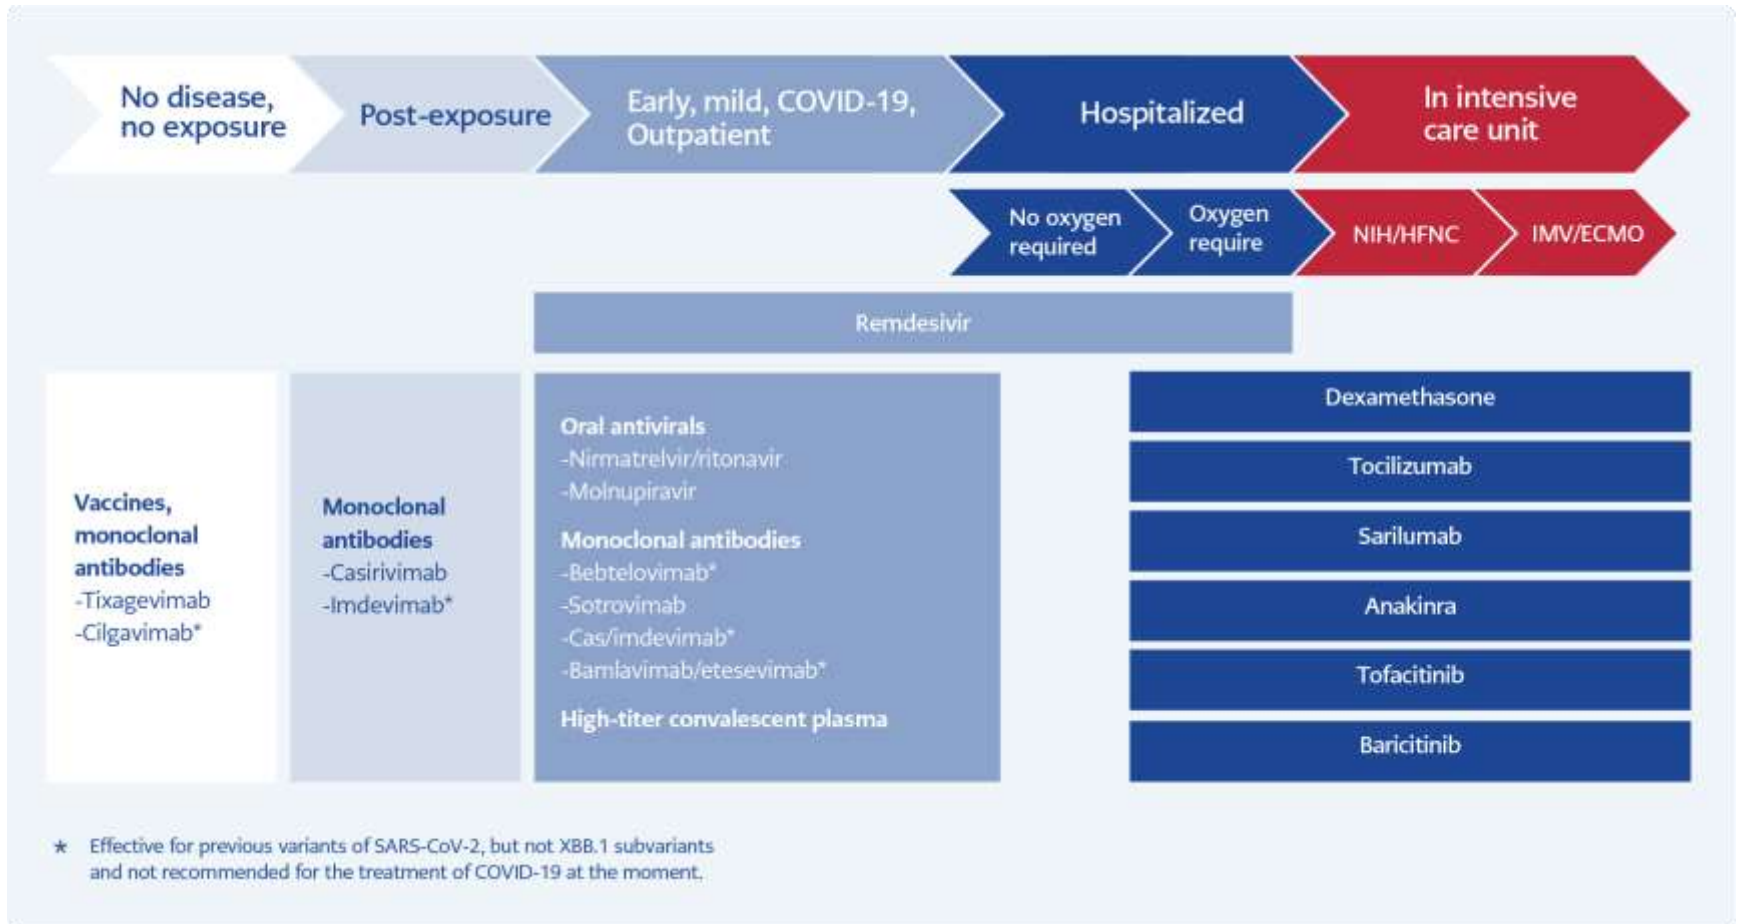 No disease,
no exposure
Post-exposure
Early, mild, COVID-19,
Outpatient
Hospitalized
In intensive
care unit
No oxygen
required
Oxygen
require
NIH/HFNC
IMV/ECMO
Remdesivir
Vaccines,
monoclonal
antibodies
-Tixagevimab
-Cilgavimab*
Monoclonal
antibodies
-Casirivimab
-Imdevimab*
Oral antivirals
-Nirmatrelvir/ritonavir
-Molnupiravir
Monoclonal antibodies
-Bebtelovimab*
-Sotrovimab
-Cas/imdevimab*
-Bamlavimab/etesevimab*
High-titer convalescent plasma
Dexamethasone
Tocilizumab
Sarilumab
Anakinra
Tofacitinib
Baricitinib
* Effective for previous variants of SARS-CoV-2, but not XBB.1 subvariants
and not recommended for the treatment of COVID-19 at the moment.